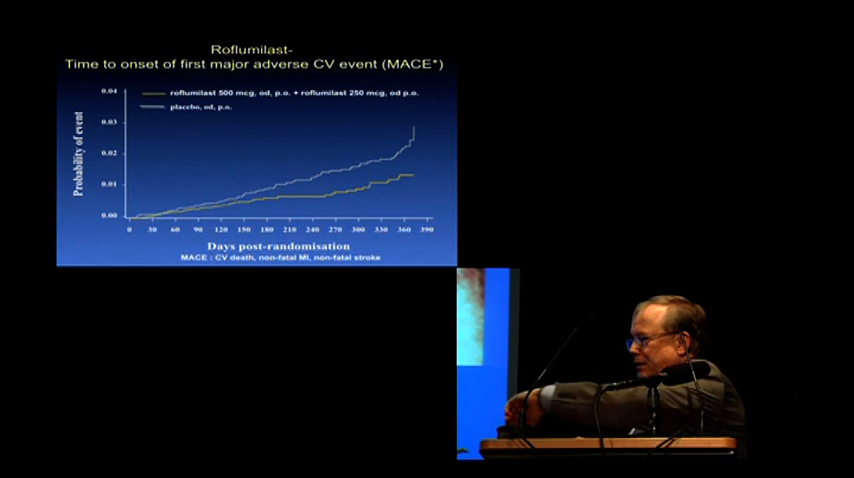 Roflumilast-
Time to onset of first major adverse CV event (MACE*)
0.04
roflumilast 500 mcg, od, p.o. + roflumilast 250 mcg, od p.o.
placebo, od, p.o.
0.03
Probability of event
0.02
0.01
0.00
0 30 60 90 120 150 180 210 240 270 300 330 360 390
Days post-randomisation
MACE : CV death, non-fatal MI, non-fatal stroke